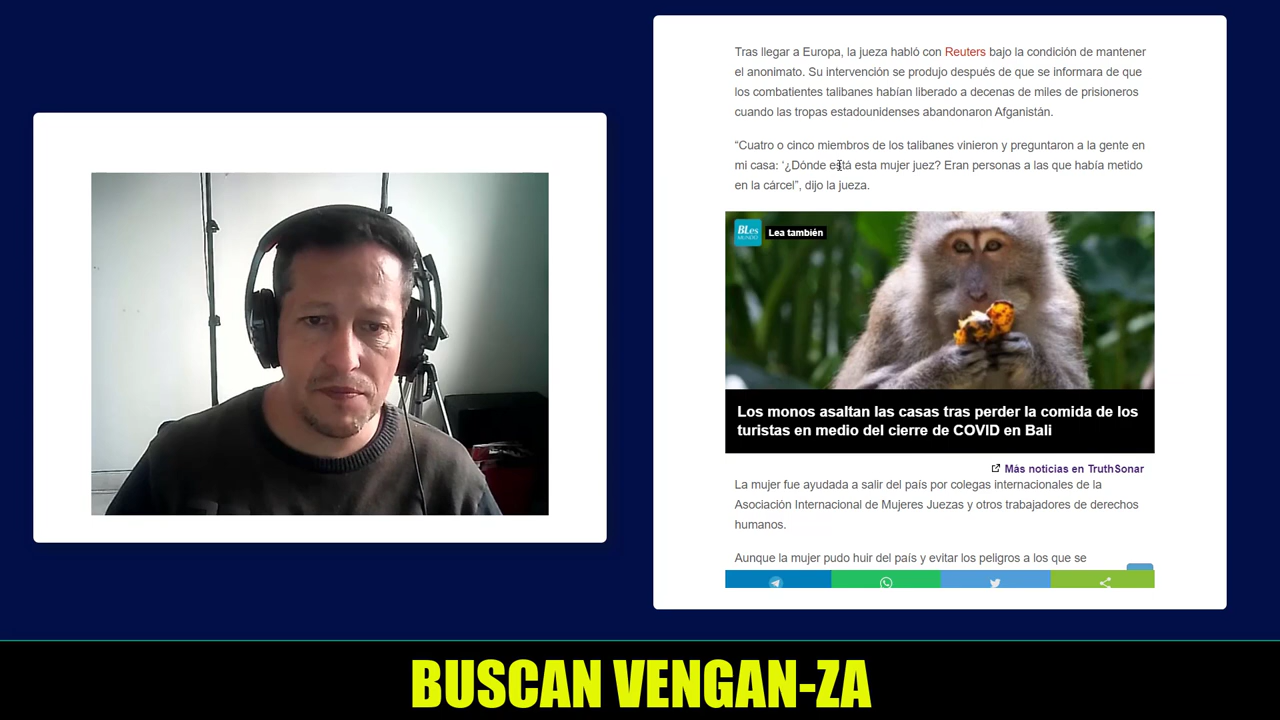 Tras llegar a Europa, la jueza habló con Reuters bajo la condición de mantener
el anonimato. Su intervención se produjo después de que se informara de que
los combatientes talibanes habían liberado a decenas de miles de prisioneros
cuando las tropas estadounidenses abandonaron Afganistán.
“Cuatro o cinco miembros de los talibanes vinieron y preguntaron a la gente en
mi casa: ‘¿Dónde está esta mujer juez? Eran personas a las que había metido
en la cárcel”, dijo la jueza.
BLes
MUNDO
Lea también
Los monos asaltan las casas tras perder la comida de los
turistas en medio del cierre de COVID en Bali
Más noticias en TruthSonar
La mujer fue ayudada a salir del país por colegas internacionales de la
Asociación Internacional de Mujeres Juezas y otros trabajadores de derechos
humanos.
Aunque la mujer pudo huir del país y evitar los peligros a los que se
BUSCAN VENGAN-ZA